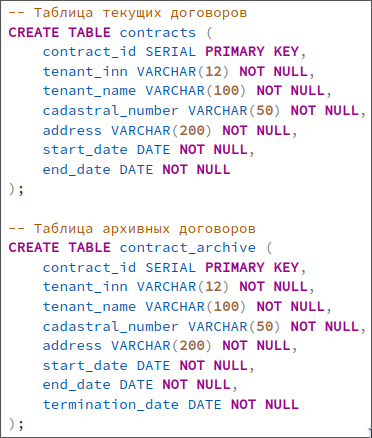 -- Таблица текущих договоров
CREATE TABLE contracts (
    contract_id SERIAL PRIMARY KEY,
    tenant_inn VARCHAR(12) NOT NULL,
    tenant_name VARCHAR(100) NOT NULL,
    cadastral_number VARCHAR(50) NOT NULL,
    address VARCHAR(200) NOT NULL,
    start_date DATE NOT NULL,
    end_date DATE NOT NULL
);

-- Таблица архивных договоров
CREATE TABLE contract_archive (
    contract_id SERIAL PRIMARY KEY,
    tenant_inn VARCHAR(12) NOT NULL,
    tenant_name VARCHAR(100) NOT NULL,
    cadastral_number VARCHAR(50) NOT NULL,
    address VARCHAR(200) NOT NULL,
    start_date DATE NOT NULL,
    end_date DATE NOT NULL,
    termination_date DATE NOT NULL
);